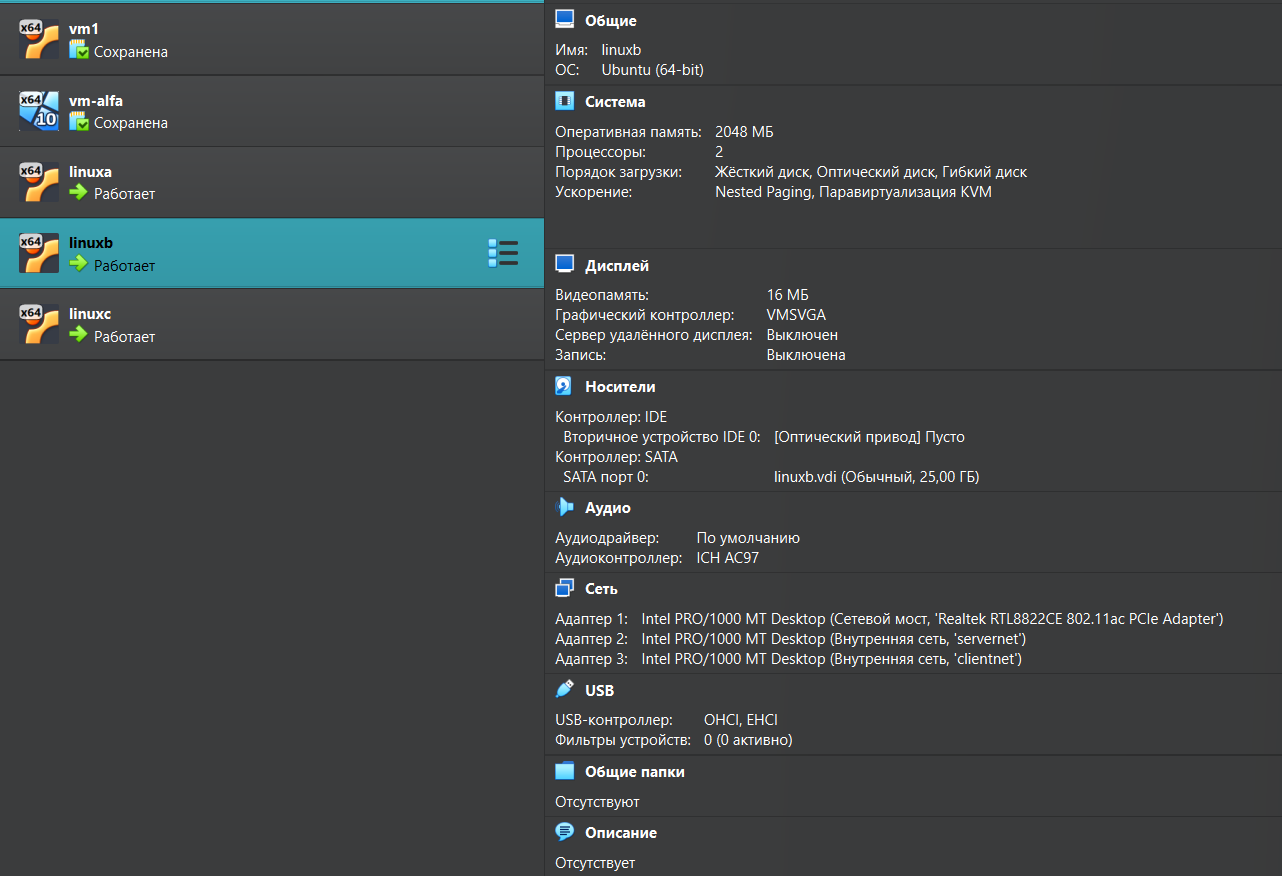 x64
vm1
Сохранена
x64
10
vm-alfa
Сохранена
x64
linuxa
Работает
x64
linuxb
Работает
x64
linuxc
Работает
Общие
Имя: linuxb
ОС: Ubuntu (64-bit)
Система
Оперативная память: 2048 МБ
Процессоры: 2
Порядок загрузки: Жёсткий диск, Оптический диск, Гибкий диск
Ускорение: Nested Paging, Паравиртуализация KVM
Дисплей
Видеопамять: 16 МБ
Графический контроллер: VMSVGA
Сервер удалённого дисплея: Выключен
Запись: Выключена
Носители
Контроллер: IDE
Вторичное устройство IDE 0: [Оптический привод] Пусто
Контроллер: SATA
SATA порт 0: linuxb.vdi (Обычный, 25,00 ГБ)
Аудио
Аудиодрайвер: По умолчанию
Аудиоконтроллер: ICH AC97
Сеть
Адаптер 1: Intel PRO/1000 MT Desktop (Сетевой мост, 'Realtek RTL8822CE 802.11ac PCIe Adapter')
Адаптер 2: Intel PRO/1000 MT Desktop (Внутренняя сеть, 'servernet')
Адаптер 3: Intel PRO/1000 MT Desktop (Внутренняя сеть, 'clientnet')
USB
USB-контроллер: OHCI, EHCI
Фильтры устройств: 0 (0 активно)
Общие папки
Отсутствуют
Описание
Отсутствует